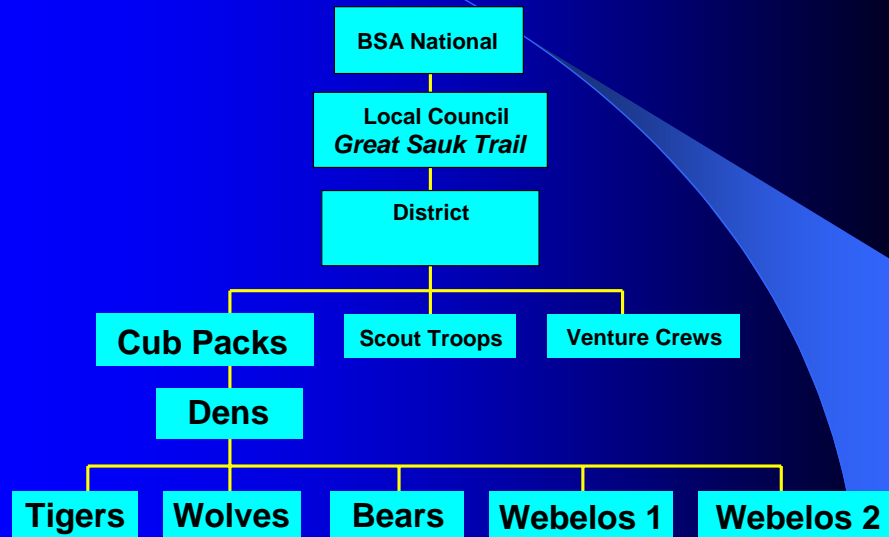 BSA National
Local Council
Great Sauk Trail
District
Cub Packs
Scout Troops
Venture Crews
Dens
Tigers
Wolves
Bears
Webelos 1
Webelos 2